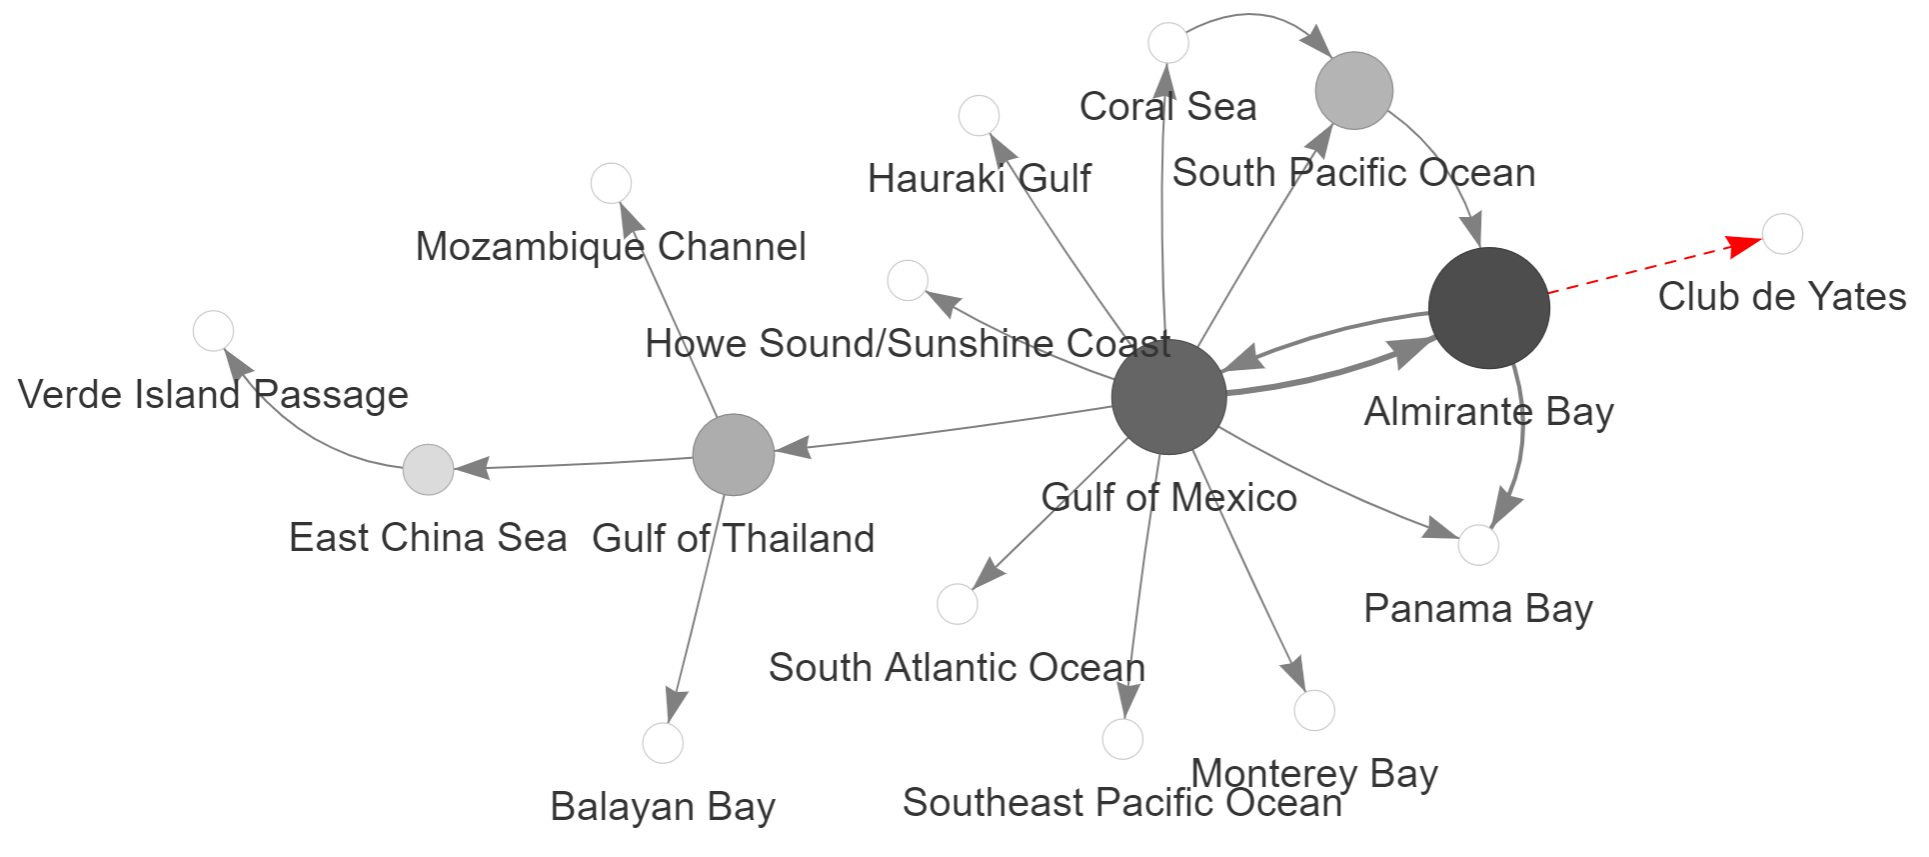 Coral Sea
South Pacific Ocean
Hauraki Gulf
Mozambique Channel
Club de Yates
Howe Sound/Sunshine Coast
Verde Island Passage
Almirante Bay
Gulf of Mexico
East China Sea
Gulf of Thailand
Panama Bay
South Atlantic Ocean
Monterey Bay
Southeast Pacific Ocean
Balayan Bay